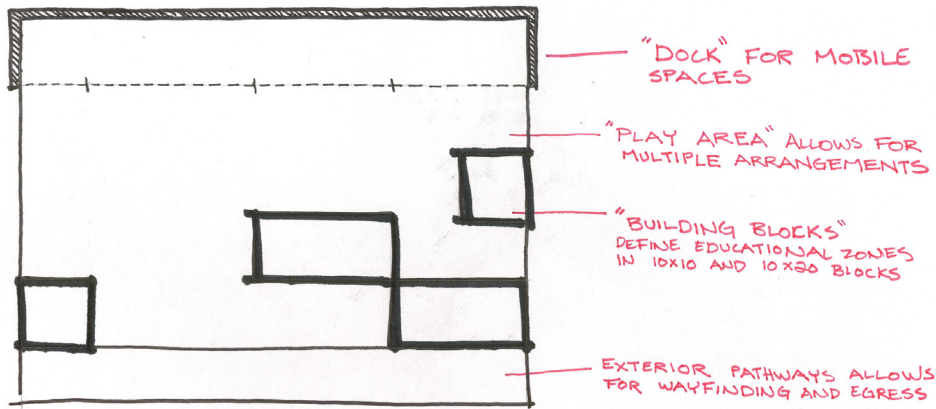 "DOCK" FOR MOBILE
SPACES
"PLAY AREA" ALLOWS FOR
MULTIPLE ARRANGEMENTS
"BUILDING BLOCKS"
DEFINE EDUCATIONAL ZONES
IN 10X10 AND 10X20 BLOCKS
EXTERIOR PATHWAYS ALLOWS
FOR WAYFINDING AND EGRESS